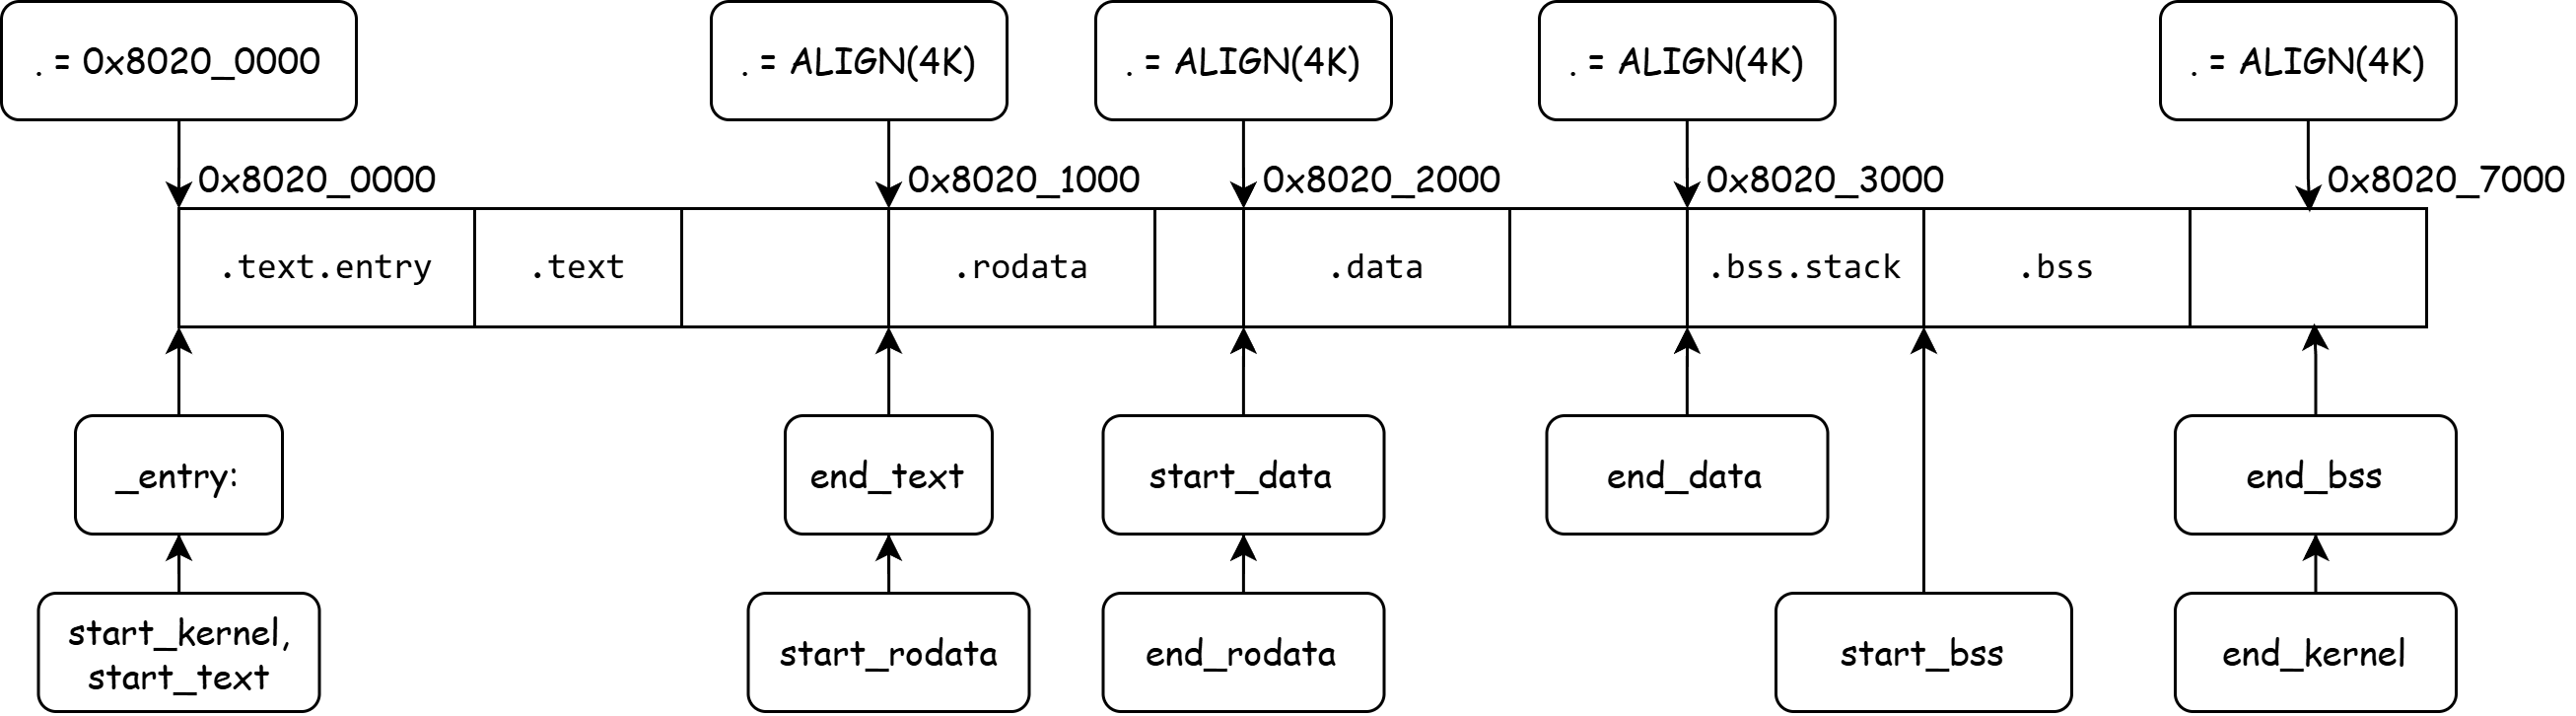 . = 0x8020_0000
. = ALIGN(4K)
. = ALIGN(4K)
. = ALIGN(4K)
. = ALIGN(4K)
0x8020_0000
0x8020_1000
0x8020_2000
0x8020_3000
0x8020_7000
.text.entry
.text
.rodata
.data
.bss.stack
.bss
_entry:
end_text
start_data
end_data
end_bss
start_kernel,
start_text
start_rodata
end_rodata
start_bss
end_kernel